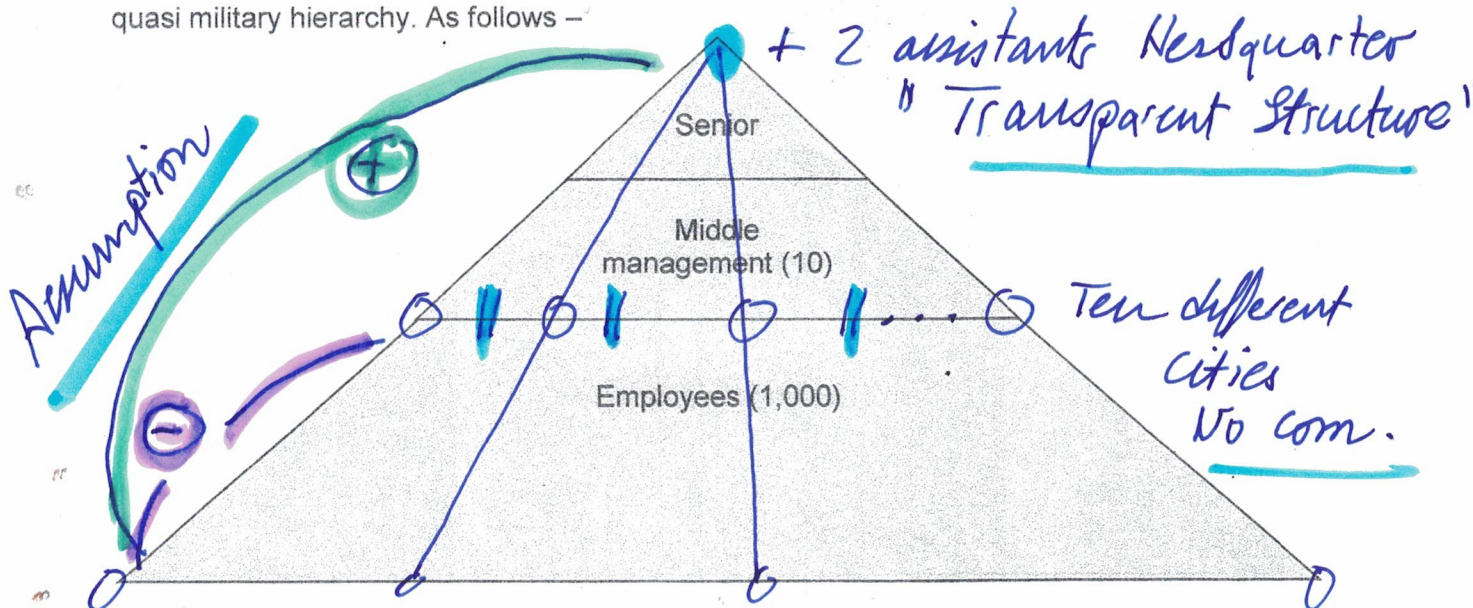 quasi military hierarchy. As follows –
+ 2 assistants Headquarter
" Transparent Structure"
Assumption
+
Senior
Middle
management (10)
Ten different
cities
No com.
Employees (1,000)
-